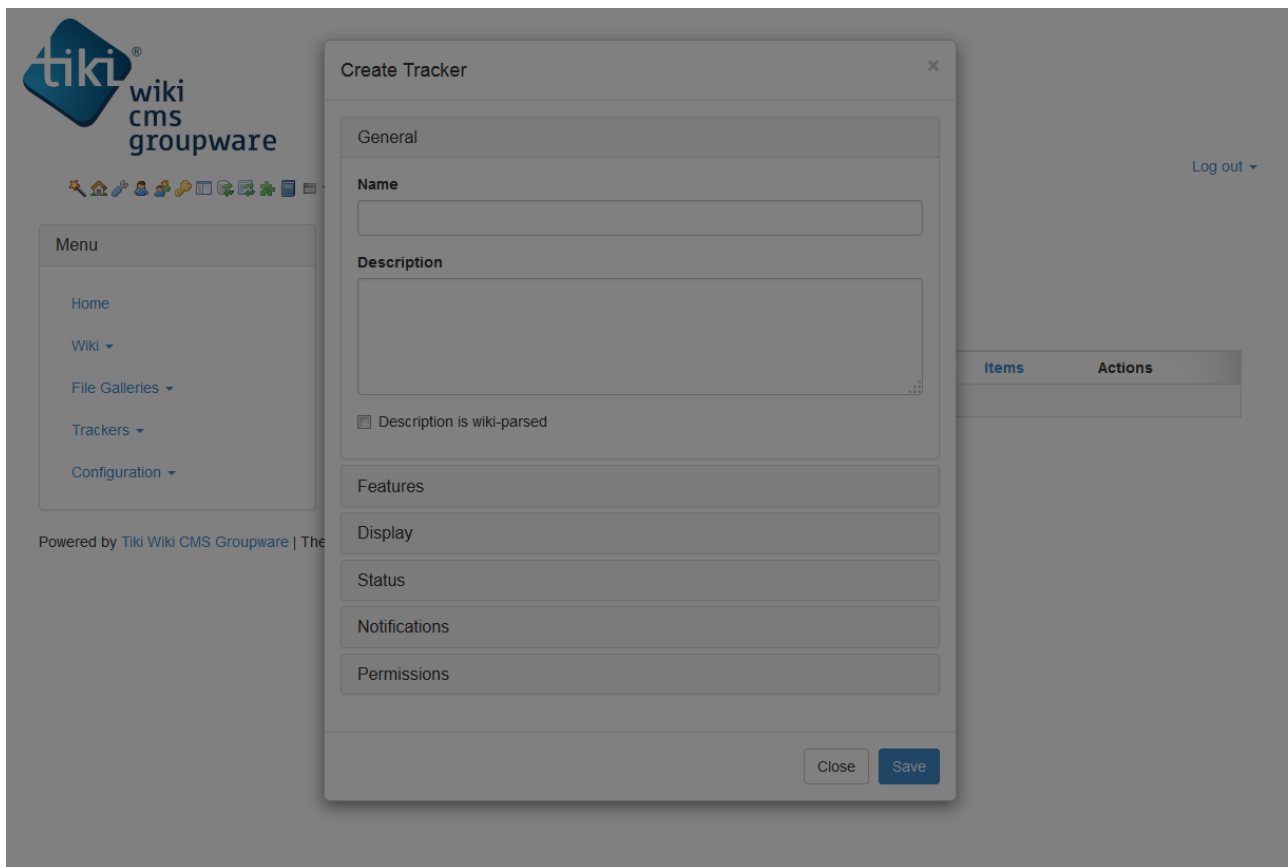 tiki®
wiki
cms
groupware
Log out
Menu
Home
Wiki
File Galleries
Trackers
Configuration
Powered by Tiki Wiki CMS Groupware | The
Create Tracker
×
General
Name
Description
Description is wiki-parsed
Features
Display
Status
Notifications
Permissions
Close Save
Items Actions